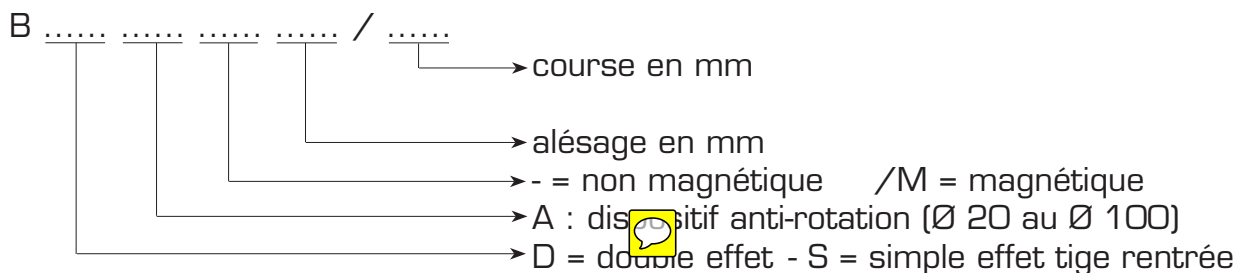 B ...... ...... ...... ...... / ......
course en mm
alésage en mm
- = non magnétique /M = magnétique
A : dispositif anti-rotation (Ø 20 au Ø 100)
D = double effet - S = simple effet tige rentrée